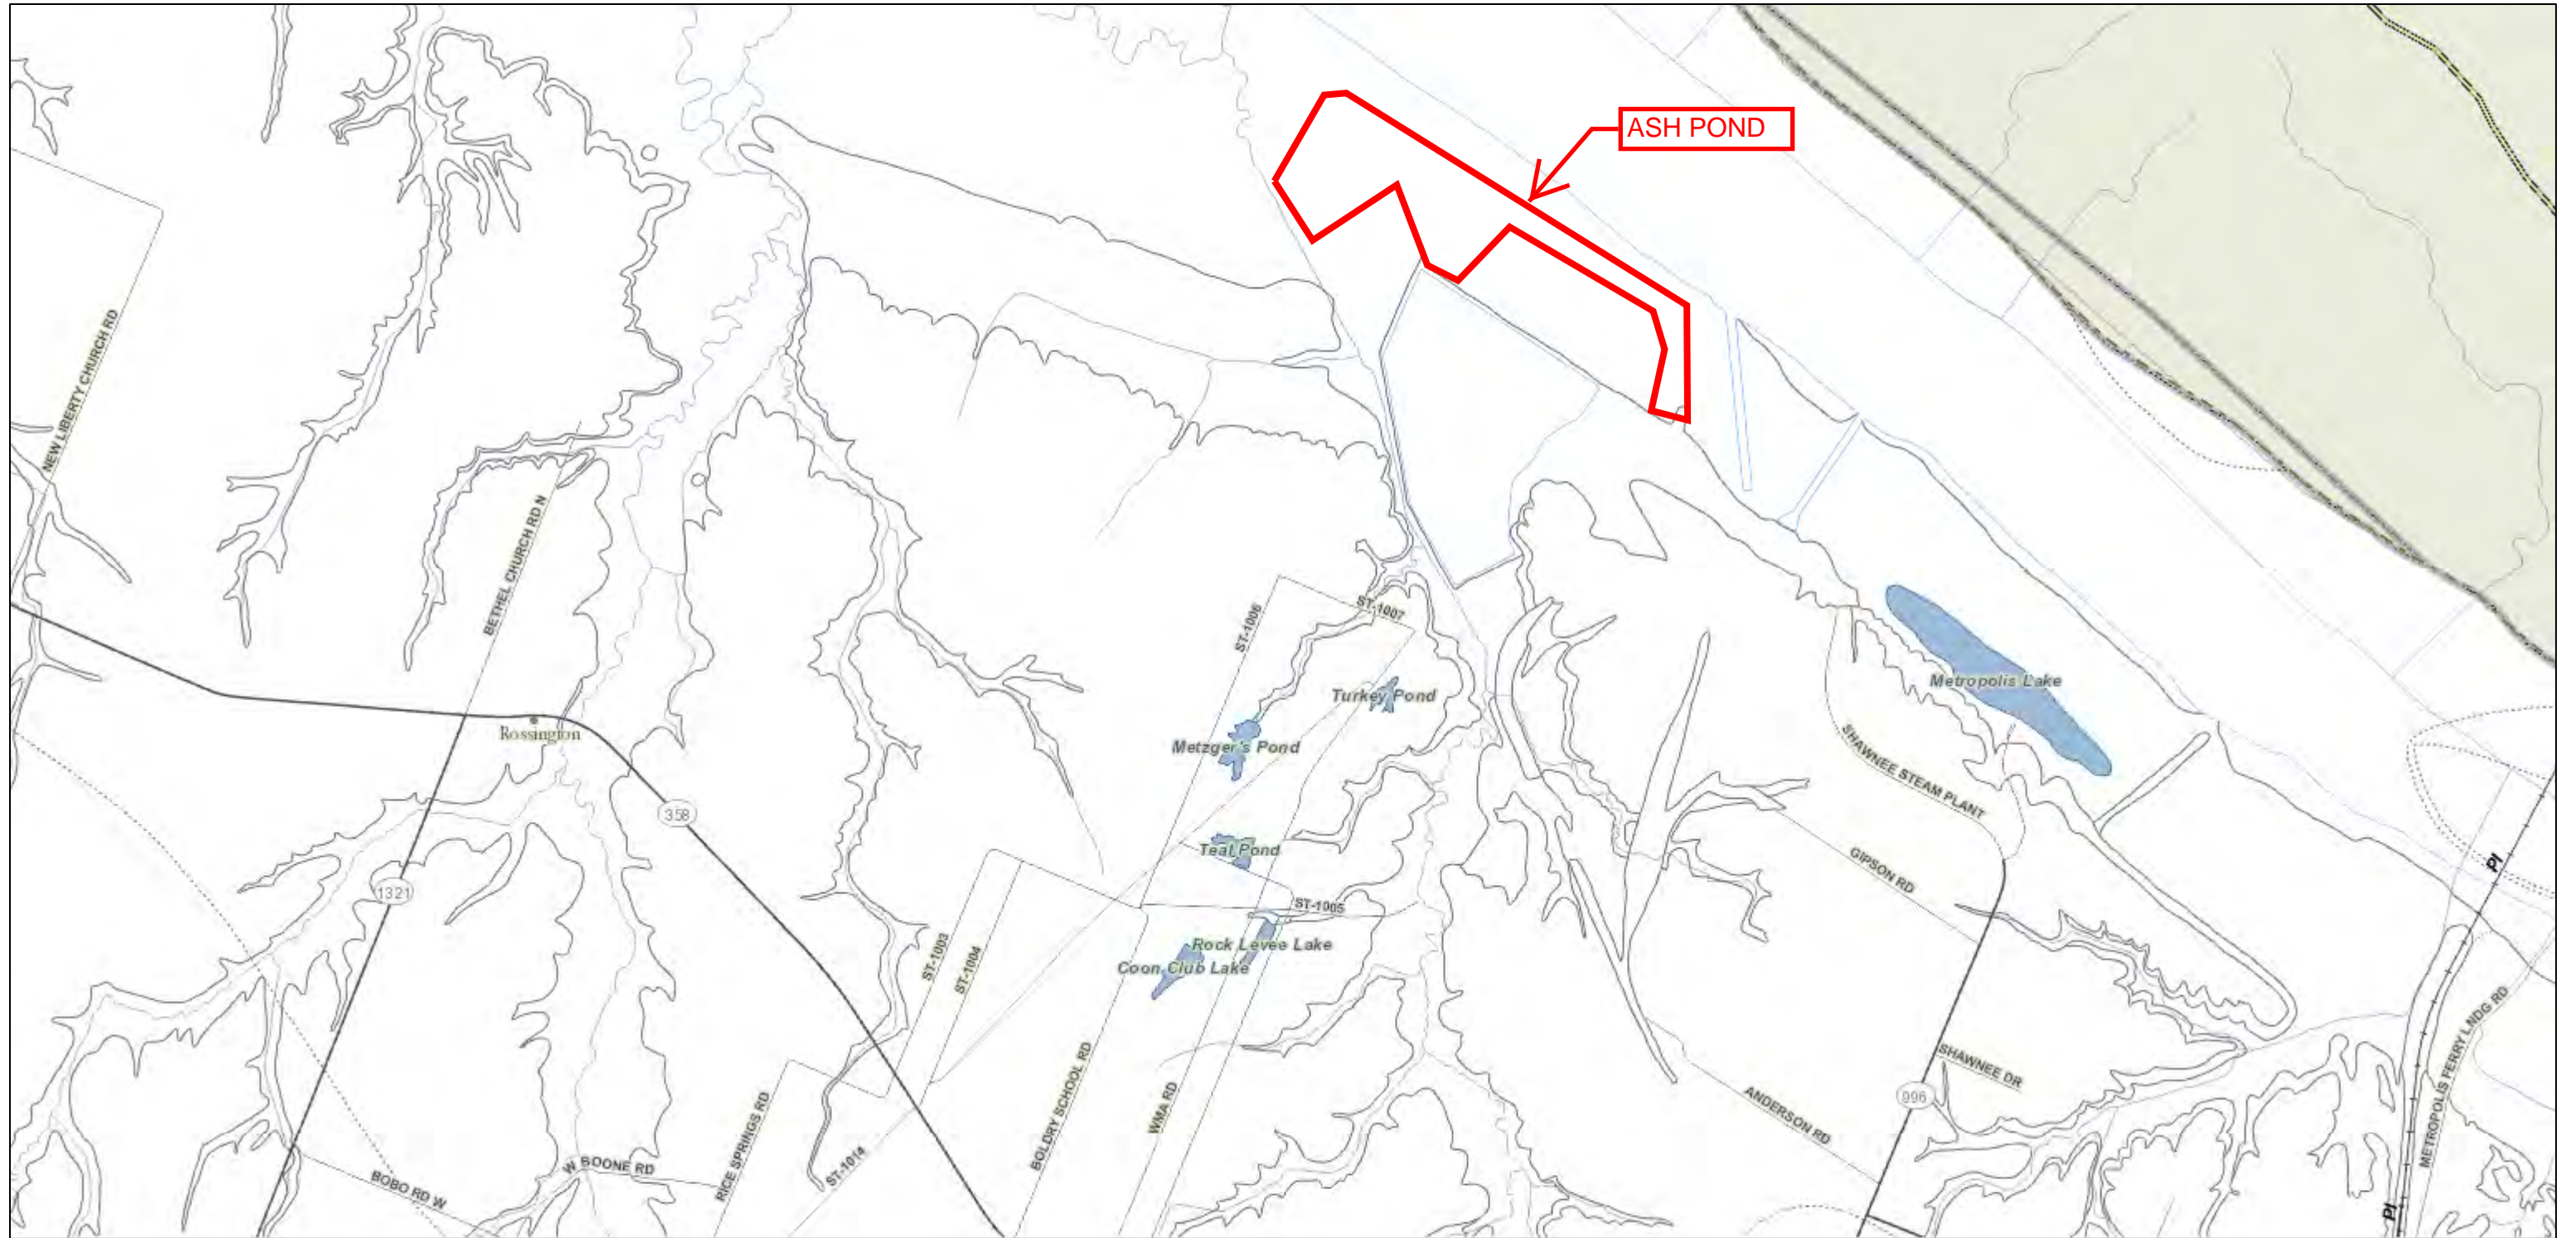 ASH POND
NEW LIBERTY CHURCH RD
BETHEL CHURCH RD N
ST-1006
ST-1007
Turkey Pond
Metropolis Lake
Rossington
Metzger's Pond
SHAWNEE STEAM PLANT
358
Teal Pond
GIPSON RD
PI
1321
ST-1005
ST-1003
ST-1004
Rock Levee Lake
Coon Club Lake
BOLDRY SCHOOL RD
WMA RD
ANDERSON RD
996
SHAWNEE DR
METROPOLIS FERRY LNDG RD
BOBO RD W
W BOONE RD
RICE SPRINGS RD
ST-1014
PI